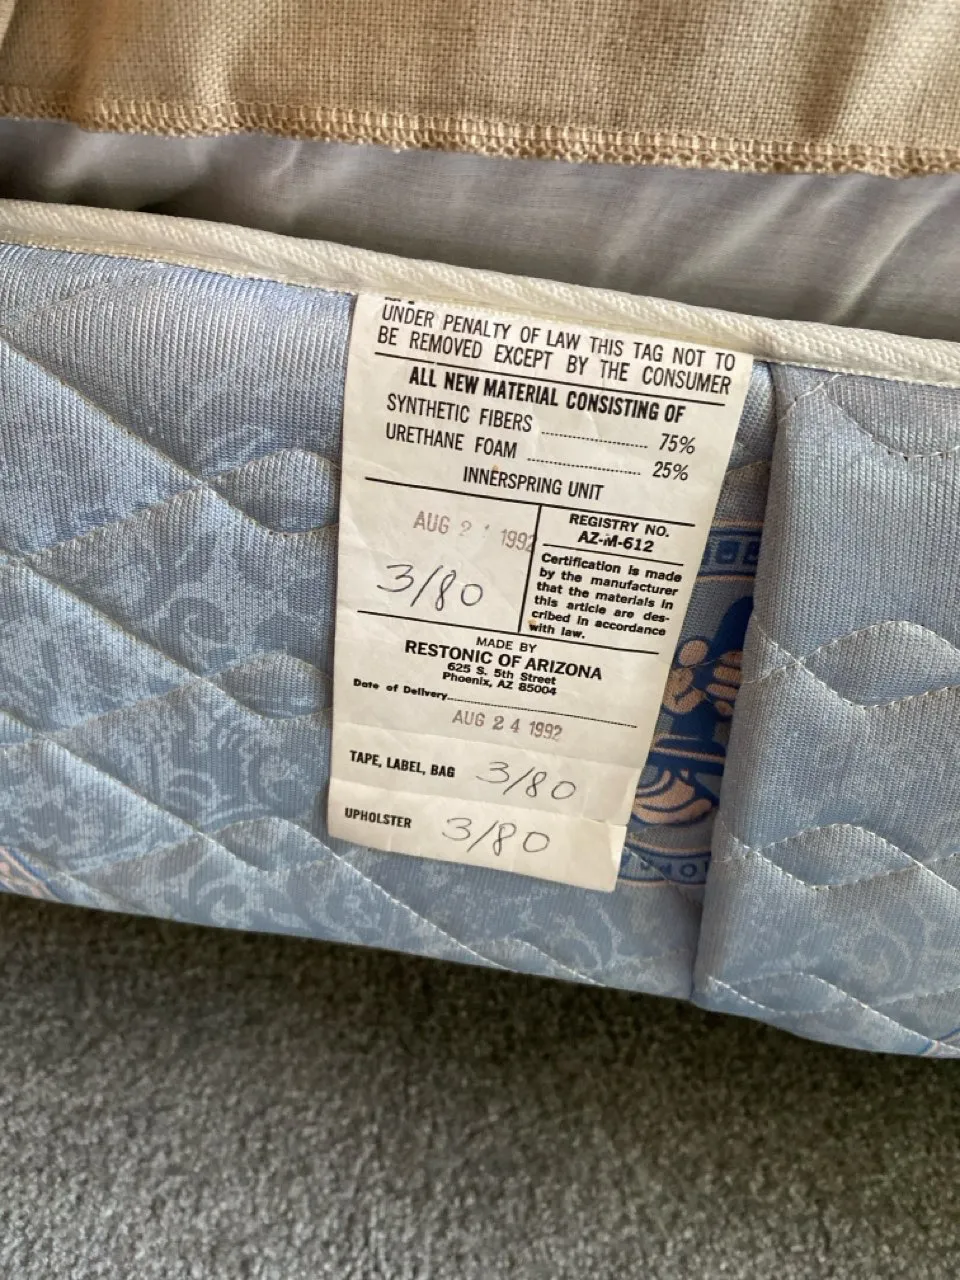 UNDER PENALTY OF LAW THIS TAG NOT TO
BE REMOVED EXCEPT BY THE CONSUMER
ALL NEW MATERIAL CONSISTING OF
SYNTHETIC FIBERS 75%
URETHANE FOAM 25%
INNERSPRING UNIT
AUG 2 1992
3/80
REGISTRY NO.
AZ-M-612
Certification is made
by the manufacturer
that the materials in
this article are des-
cribed in accordance
with law.
MADE BY
RESTONIC OF ARIZONA
625 S. 5th Street
Phoenix, AZ 85004
Date of Delivery
AUG 24 1992
TAPE, LABEL, BAG 3/80
UPHOLSTER 3/80